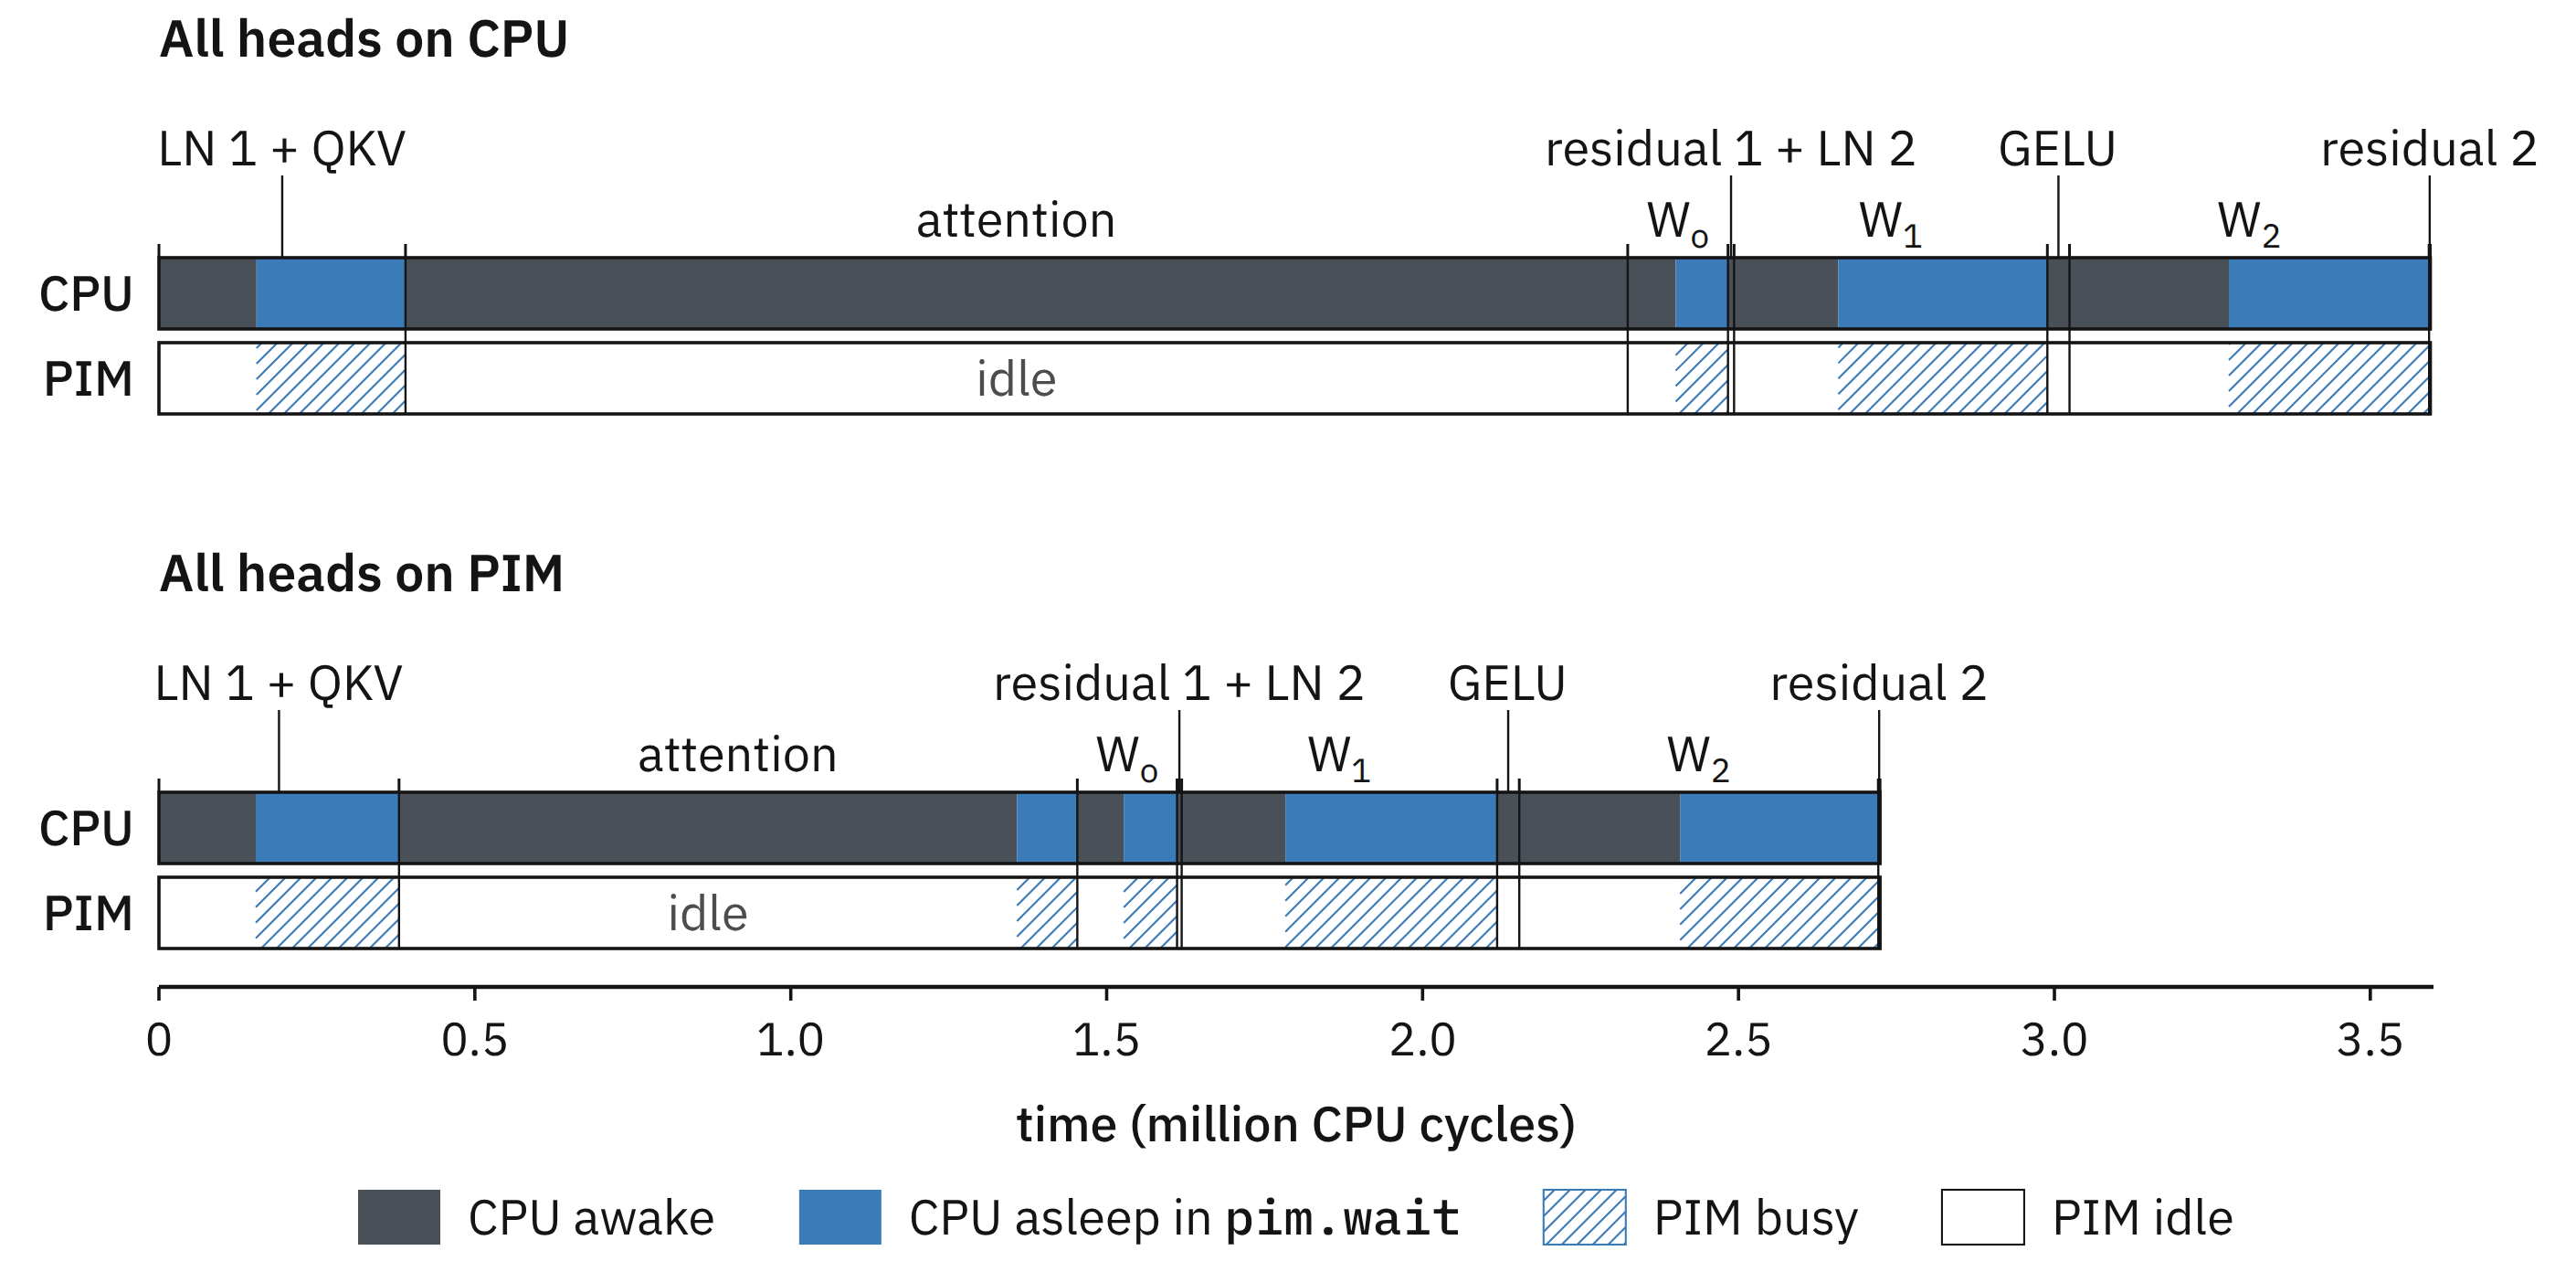 All heads on CPU
LN 1 + QKV
residual 1 + LN 2
GELU
residual 2
attention
Wo
W1
W2
CPU
PIM
idle
All heads on PIM
LN 1 + QKV
residual 1 + LN 2
GELU
residual 2
attention
Wo
W1
W2
CPU
PIM
idle
0 0.5 1.0 1.5 2.0 2.5 3.0 3.5
time (million CPU cycles)
CPU awake CPU asleep in pim.wait PIM busy PIM idle